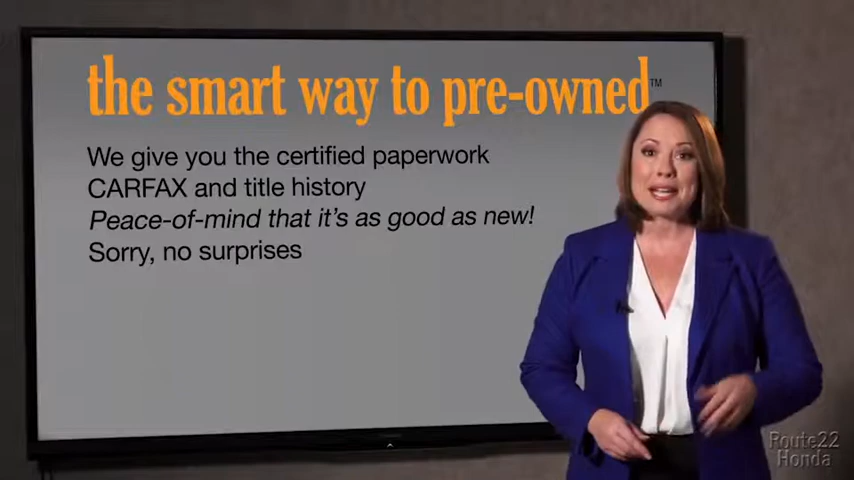 the smart way to pre-owned™
We give you the certified paperwork
CARFAX and title history
Peace-of-mind that it's as good as new!
Sorry, no surprises
Route22
Honda